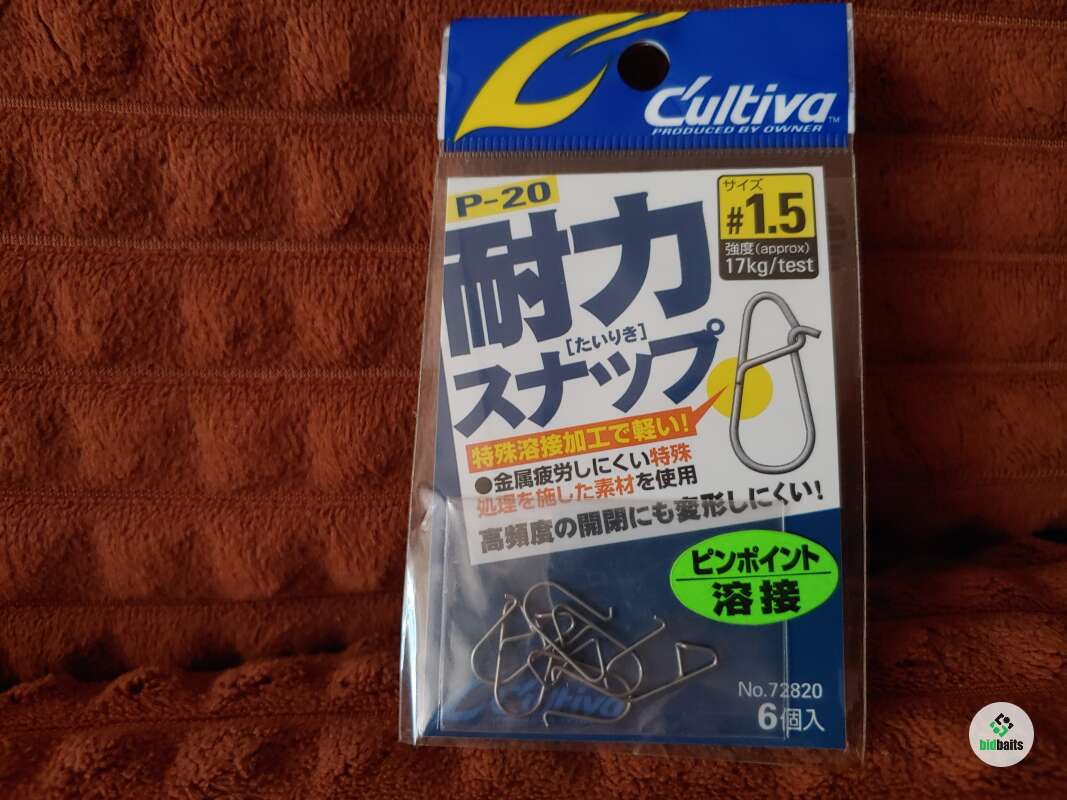 C'ultiva™
PRODUCED BY OWNER
P-20
サイズ
#1.5
強度(approx)
17kg/test
耐力
[たいりき]
スナップ
特殊溶接加工で軽い!
●金属疲労しにくい特殊
処理を施した素材を使用
高頻度の開閉にも変形しにくい!
ピンポイント
溶接
C'ultiva
No.72820
6個入
bidbaits